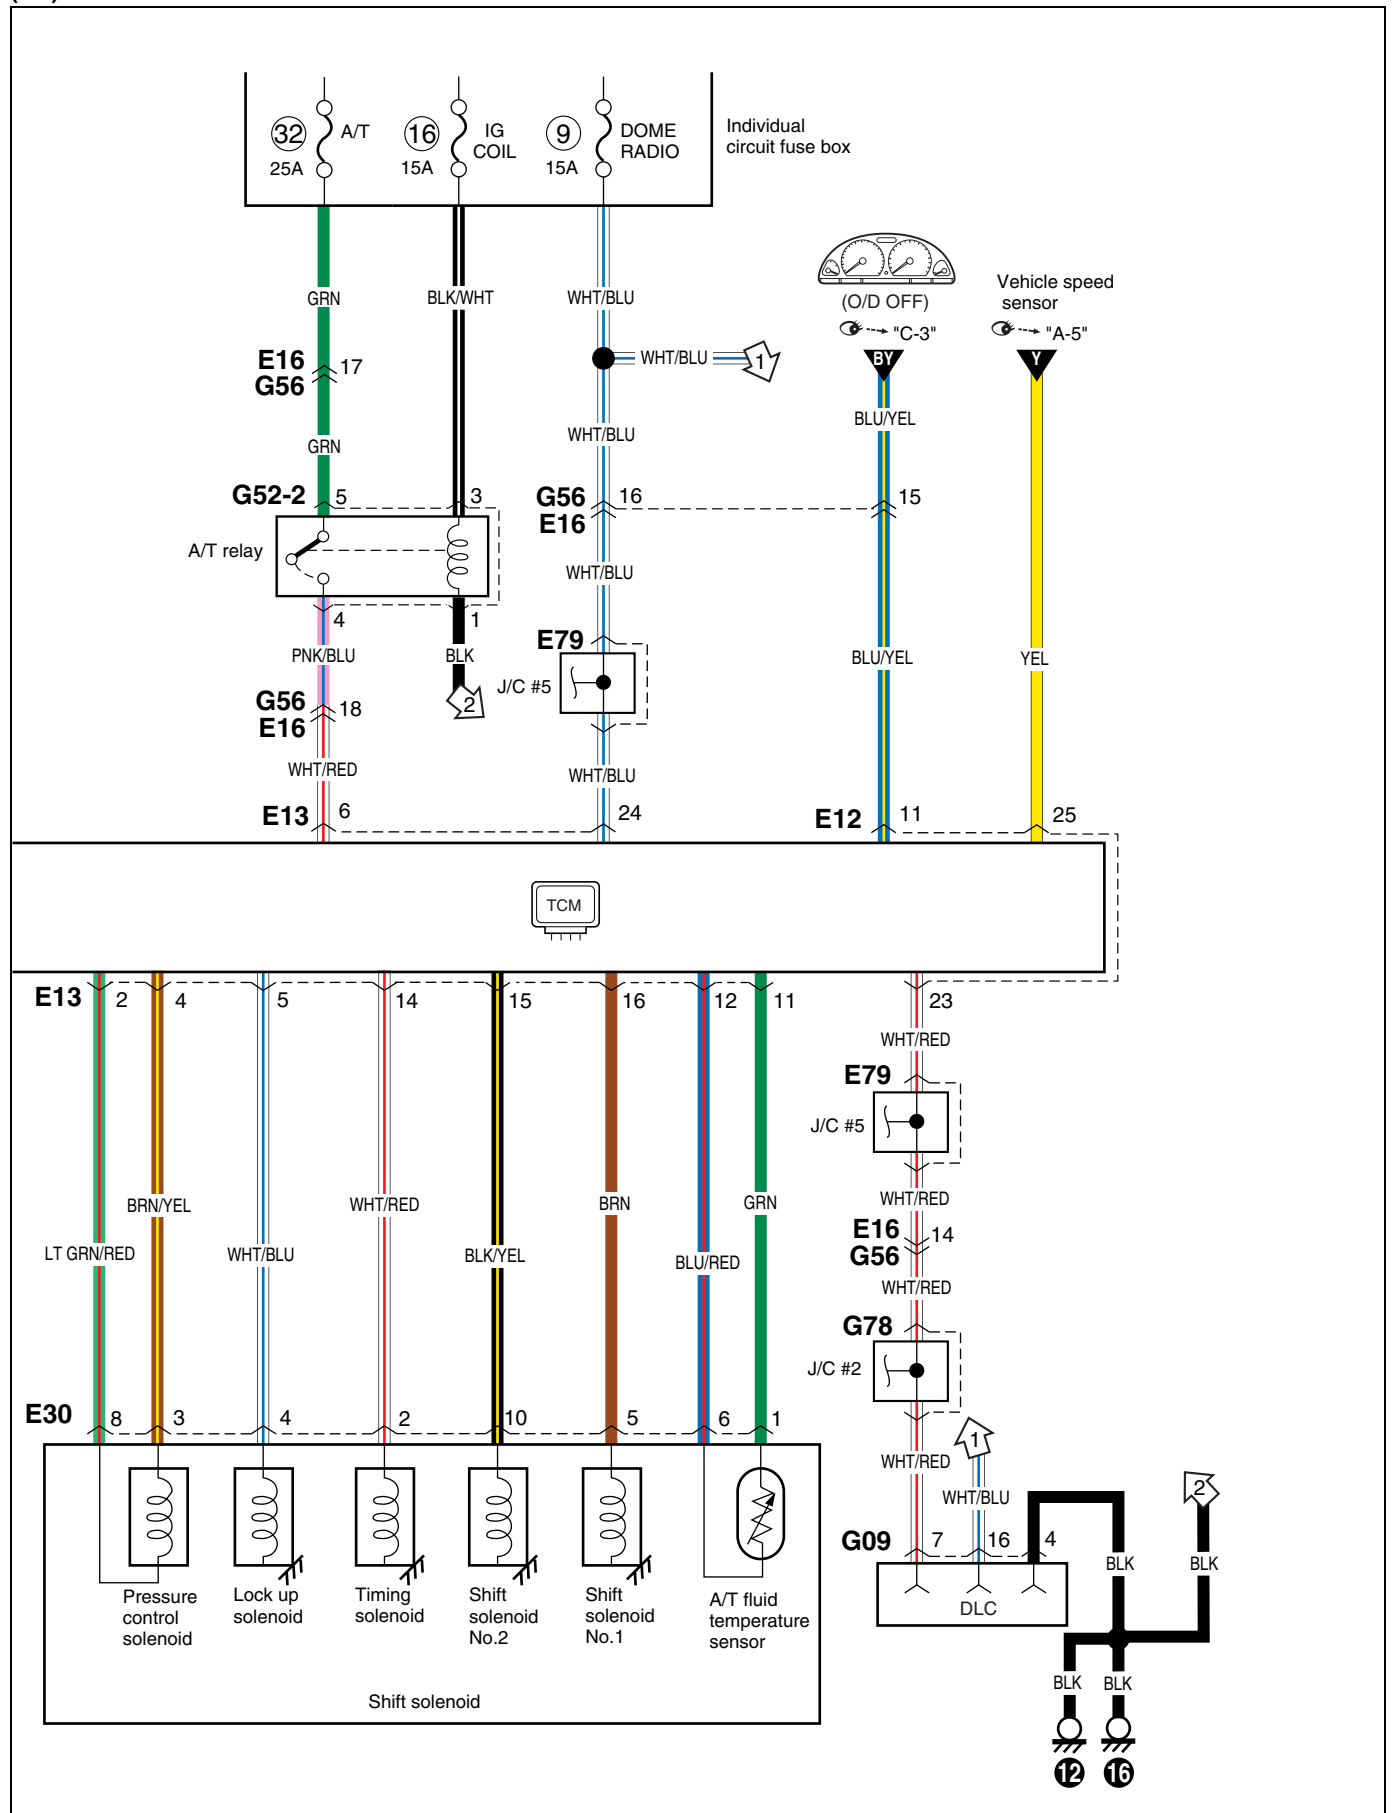 32
A/T
25A
16
IG
COIL
15A
9
DOME
RADIO
15A
Individual
circuit fuse box
GRN
BLK/WHT
WHT/BLU
(O/D OFF)
"C-3"
BY
Vehicle speed
sensor
"A-5"
Y
E16
G56
17
WHT/BLU
1
GRN
WHT/BLU
BLU/YEL
G52-2
5
3
G56
E16
16
15
A/T relay
WHT/BLU
4
1
PNK/BLU
BLK
E79
J/C #5
BLU/YEL
YEL
G56
E16
18
2
WHT/RED
WHT/BLU
E13
6
24
E12
11
25
TCM
E13
2
4
5
14
15
16
12
11
23
WHT/RED
E79
J/C #5
LT GRN/RED
BRN/YEL
WHT/BLU
WHT/RED
BLK/YEL
BRN
BLU/RED
GRN
WHT/RED
E16
G56
14
WHT/RED
G78
J/C #2
E30
8
3
4
2
10
5
6
1
WHT/RED
1
WHT/BLU
2
G09
7
16
4
BLK
BLK
DLC
Pressure
control
solenoid
Lock up
solenoid
Timing
solenoid
Shift
solenoid
No.2
Shift
solenoid
No.1
A/T fluid
temperature
sensor
Shift solenoid
BLK
BLK
12
16